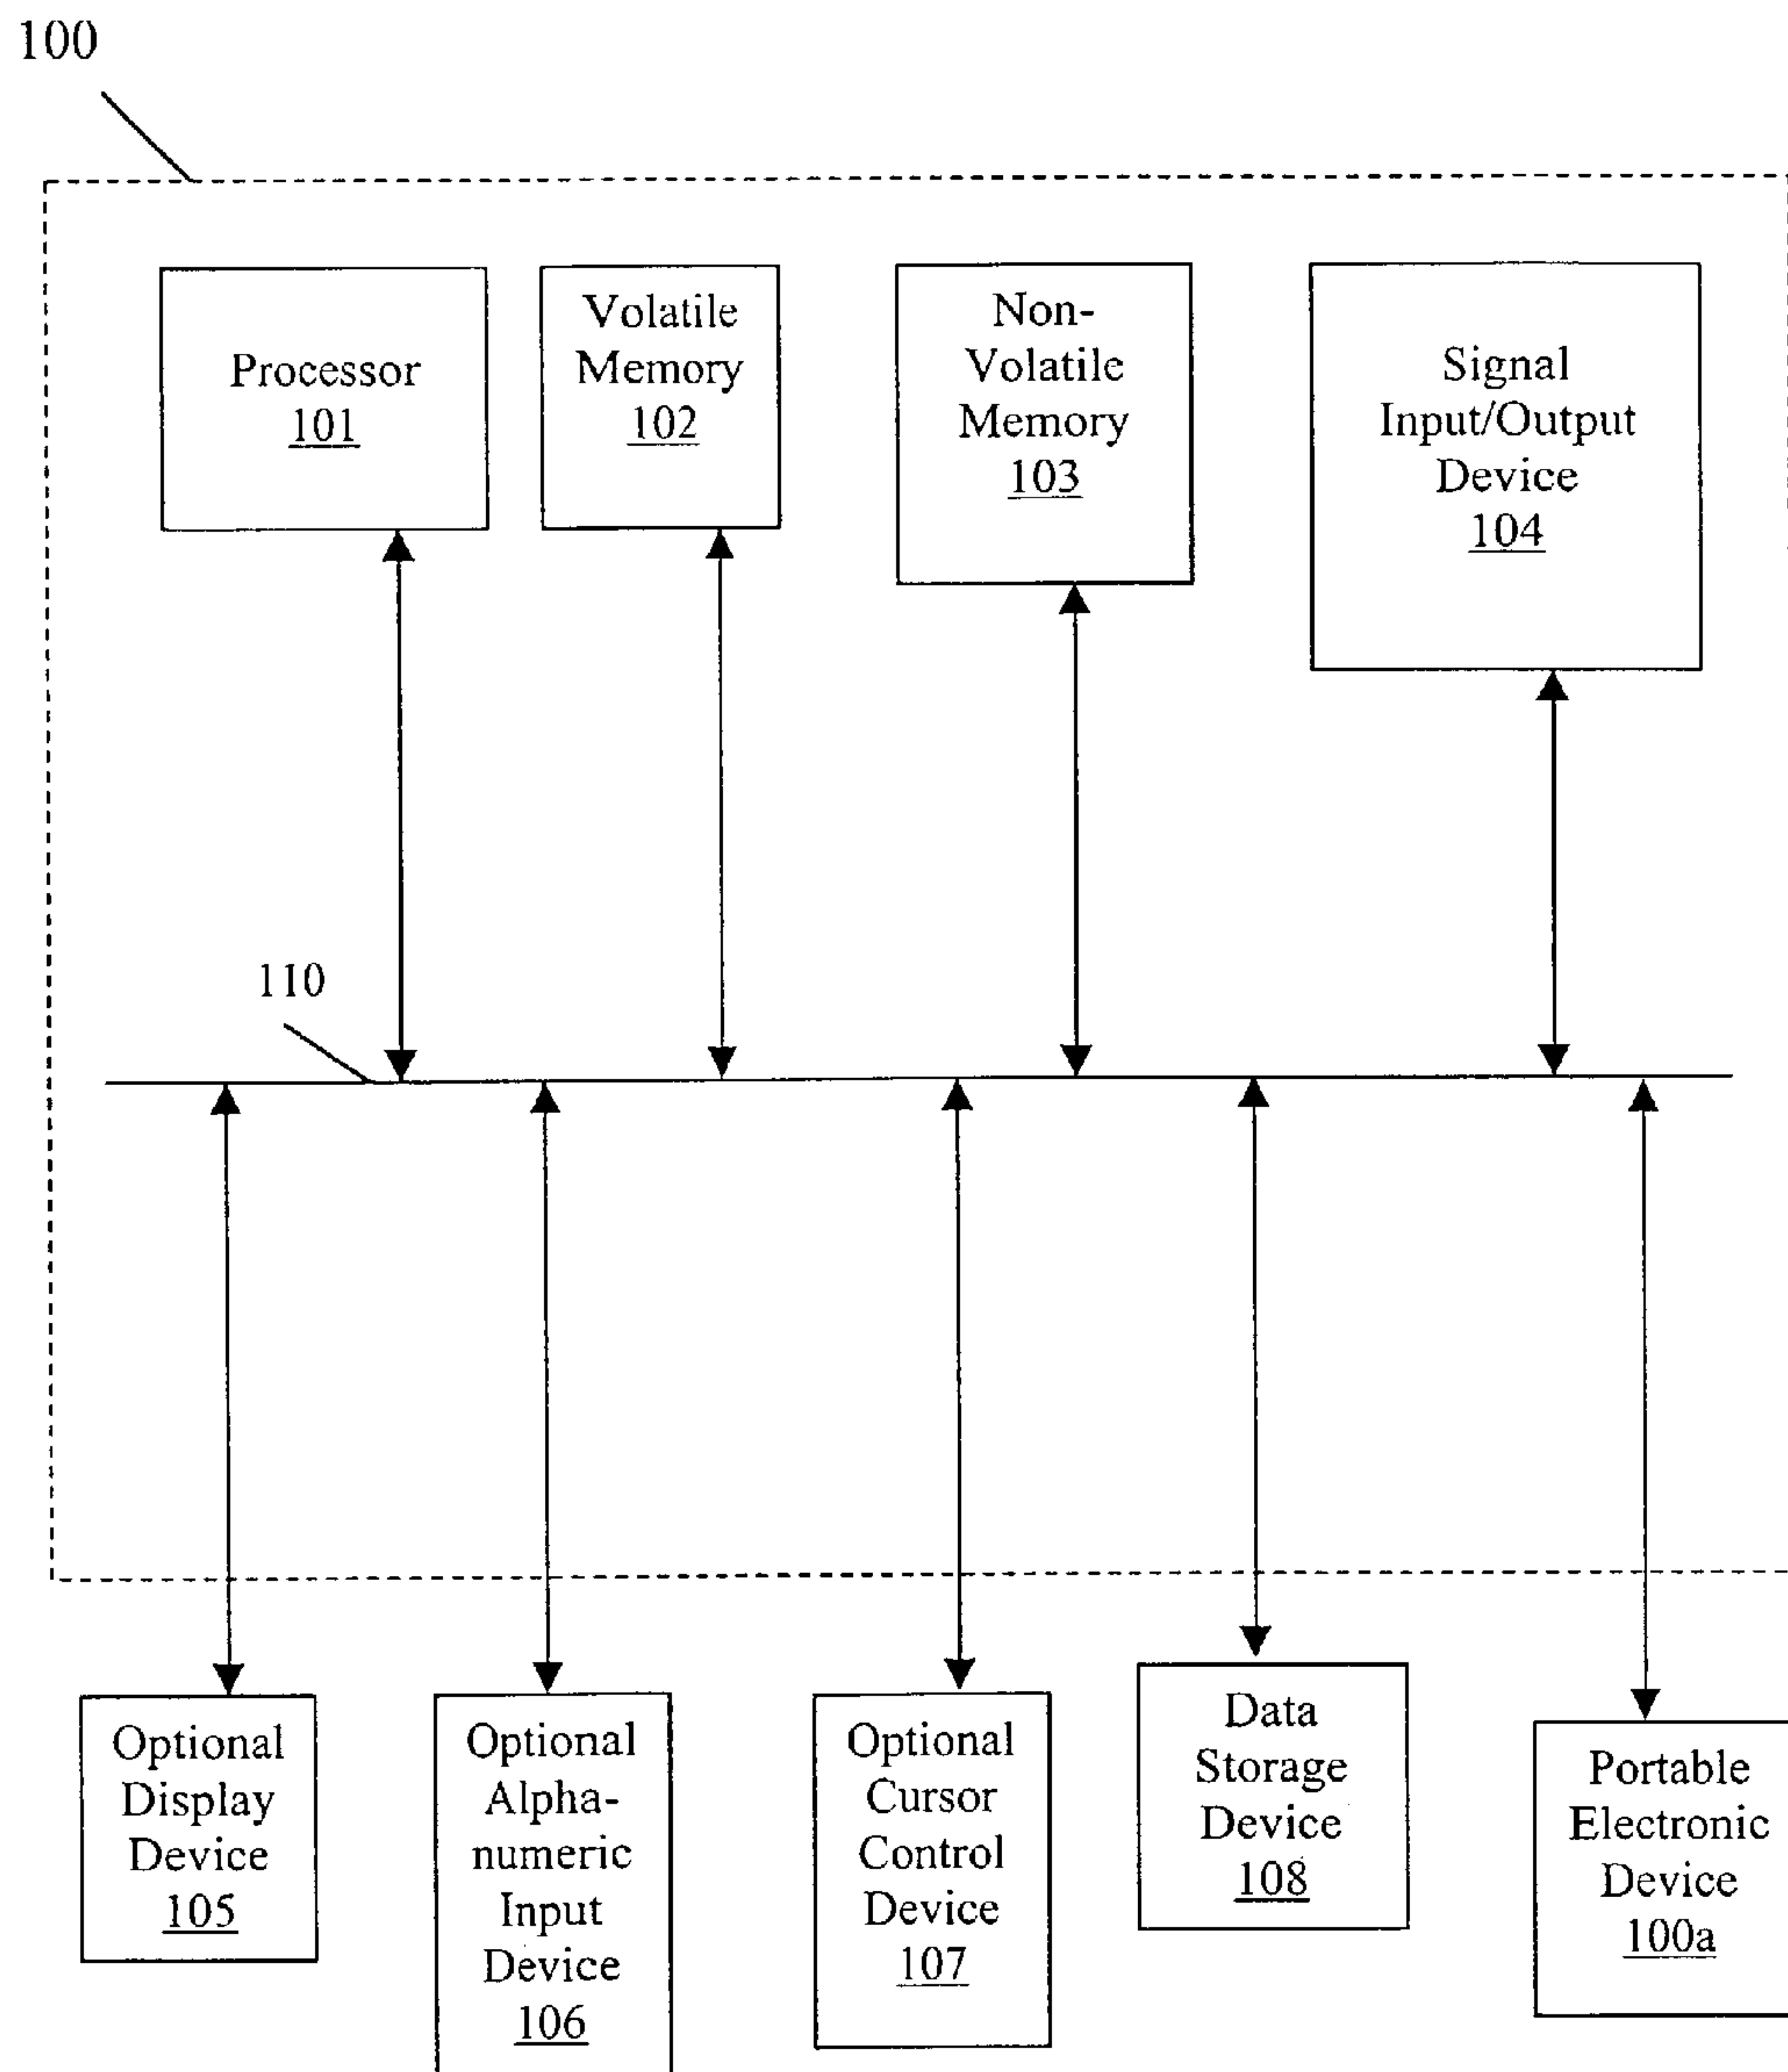 100
Processor
101
Volatile
Memory
102
Non-
Volatile
Memory
103
Signal
Input/Output
Device
104
110
Optional
Display
Device
105
Optional
Alpha-
numeric
Input
Device
106
Optional
Cursor
Control
Device
107
Data
Storage
Device
108
Portable
Electronic
Device
100a